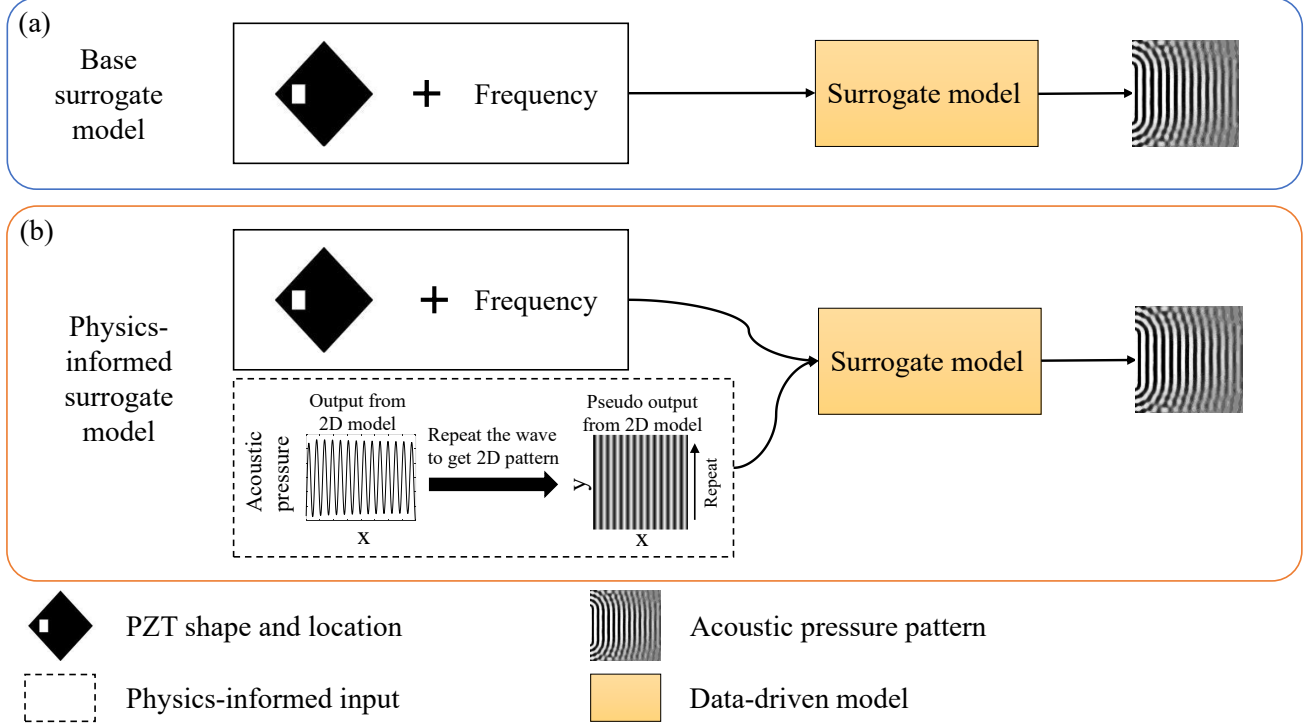 (a)
Base
surrogate
model
+ Frequency
Surrogate model
(b)
Physics-
informed
surrogate
model
+ Frequency
Surrogate model
Output from
2D model
Acoustic
pressure
x
Repeat the wave
to get 2D pattern
Pseudo output
from 2D model
y
x
Repeat
PZT shape and location
Acoustic pressure pattern
Physics-informed input
Data-driven model